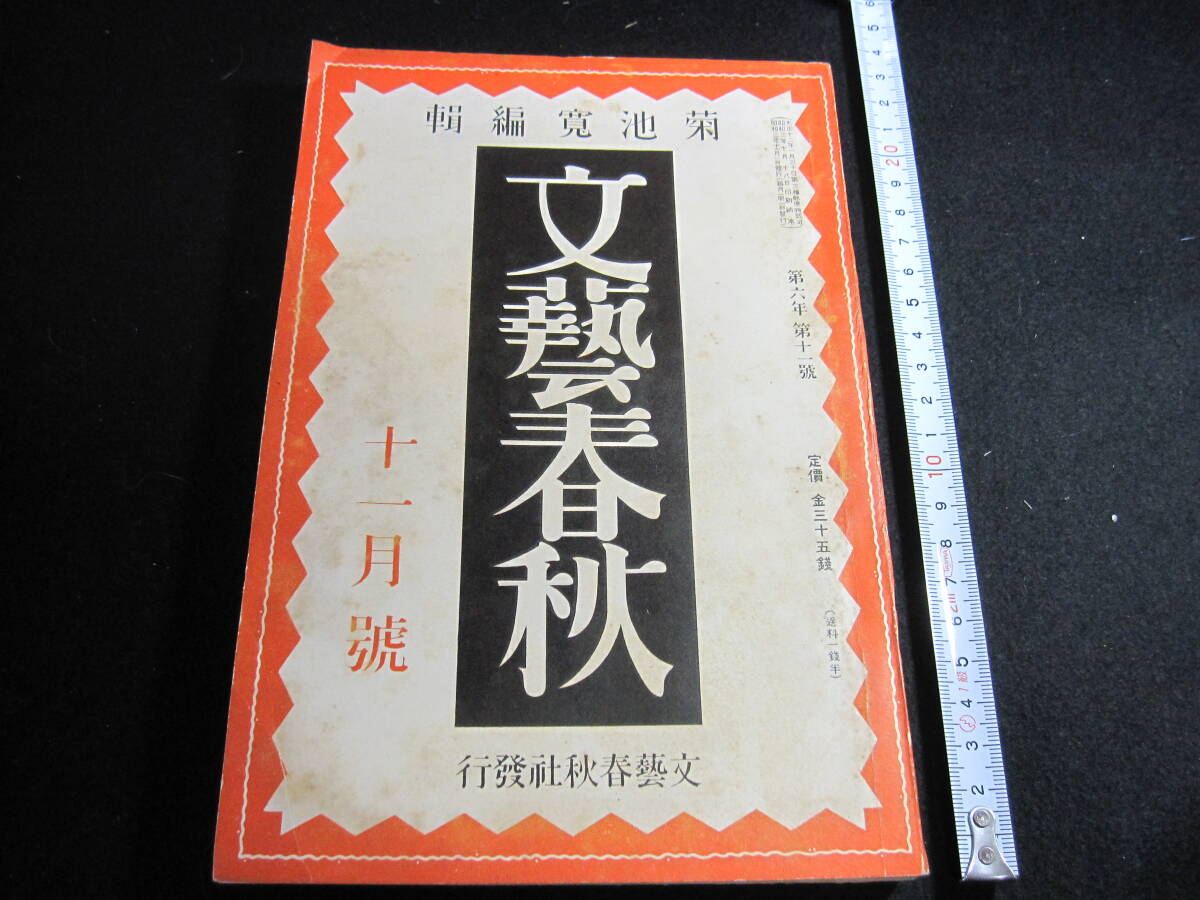 菊池寛編輯
文藝春秋
第六年 第十一號
定價 金三十五錢
(送料一錢半)
十一月號
文藝春秋社發行